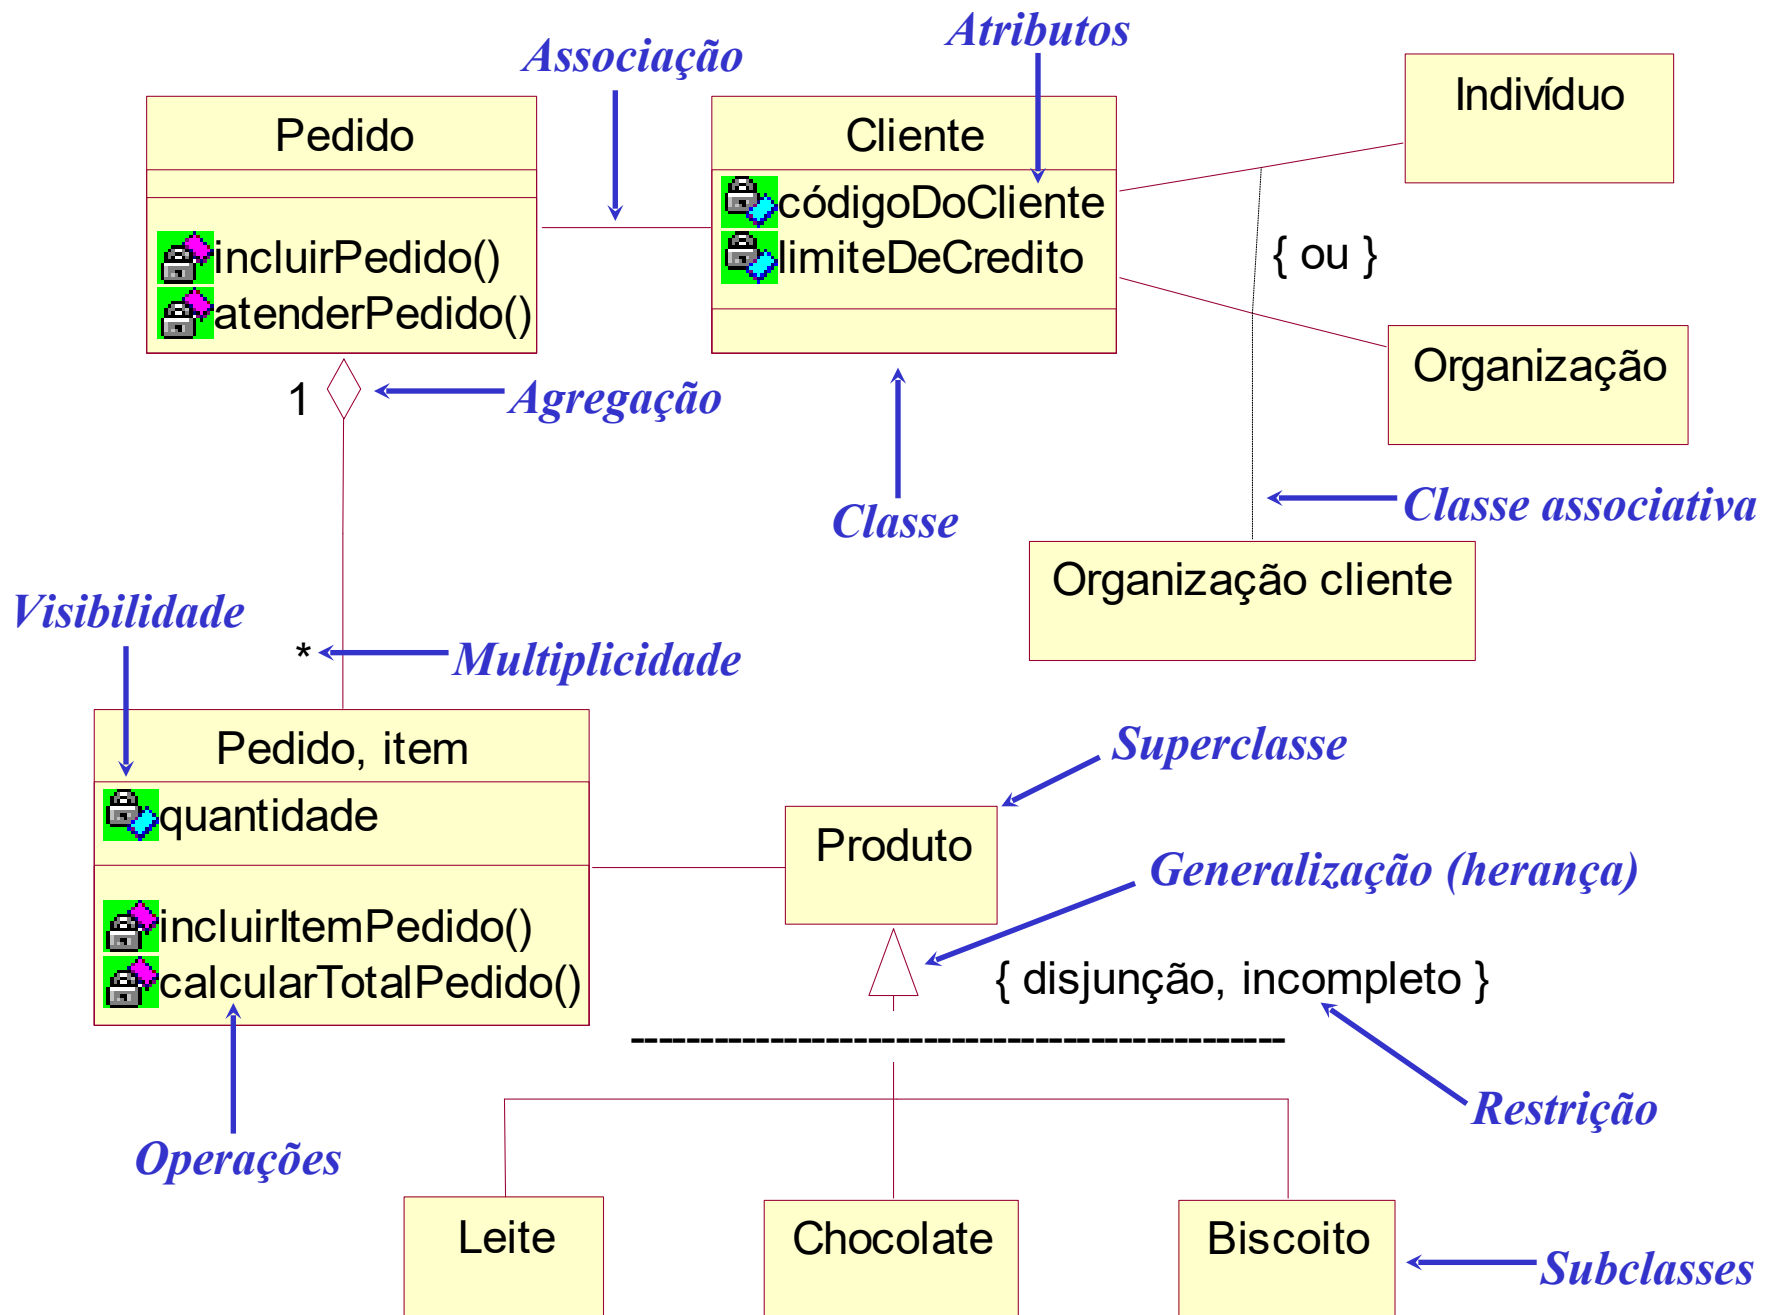 Atributos
Associação
Indivíduo
Pedido
Cliente
códigoDoCliente
limiteDeCredito
incluirPedido()
atenderPedido()
{ ou }
Organização
1
Agregação
Classe
Classe associativa
Organização cliente
Visibilidade
*
Multiplicidade
Pedido, item
quantidade
incluirItemPedido()
calcularTotalPedido()
Superclasse
Produto
Generalização (herança)
{ disjunção, incompleto }
Restrição
Operações
Leite
Chocolate
Biscoito
Subclasses